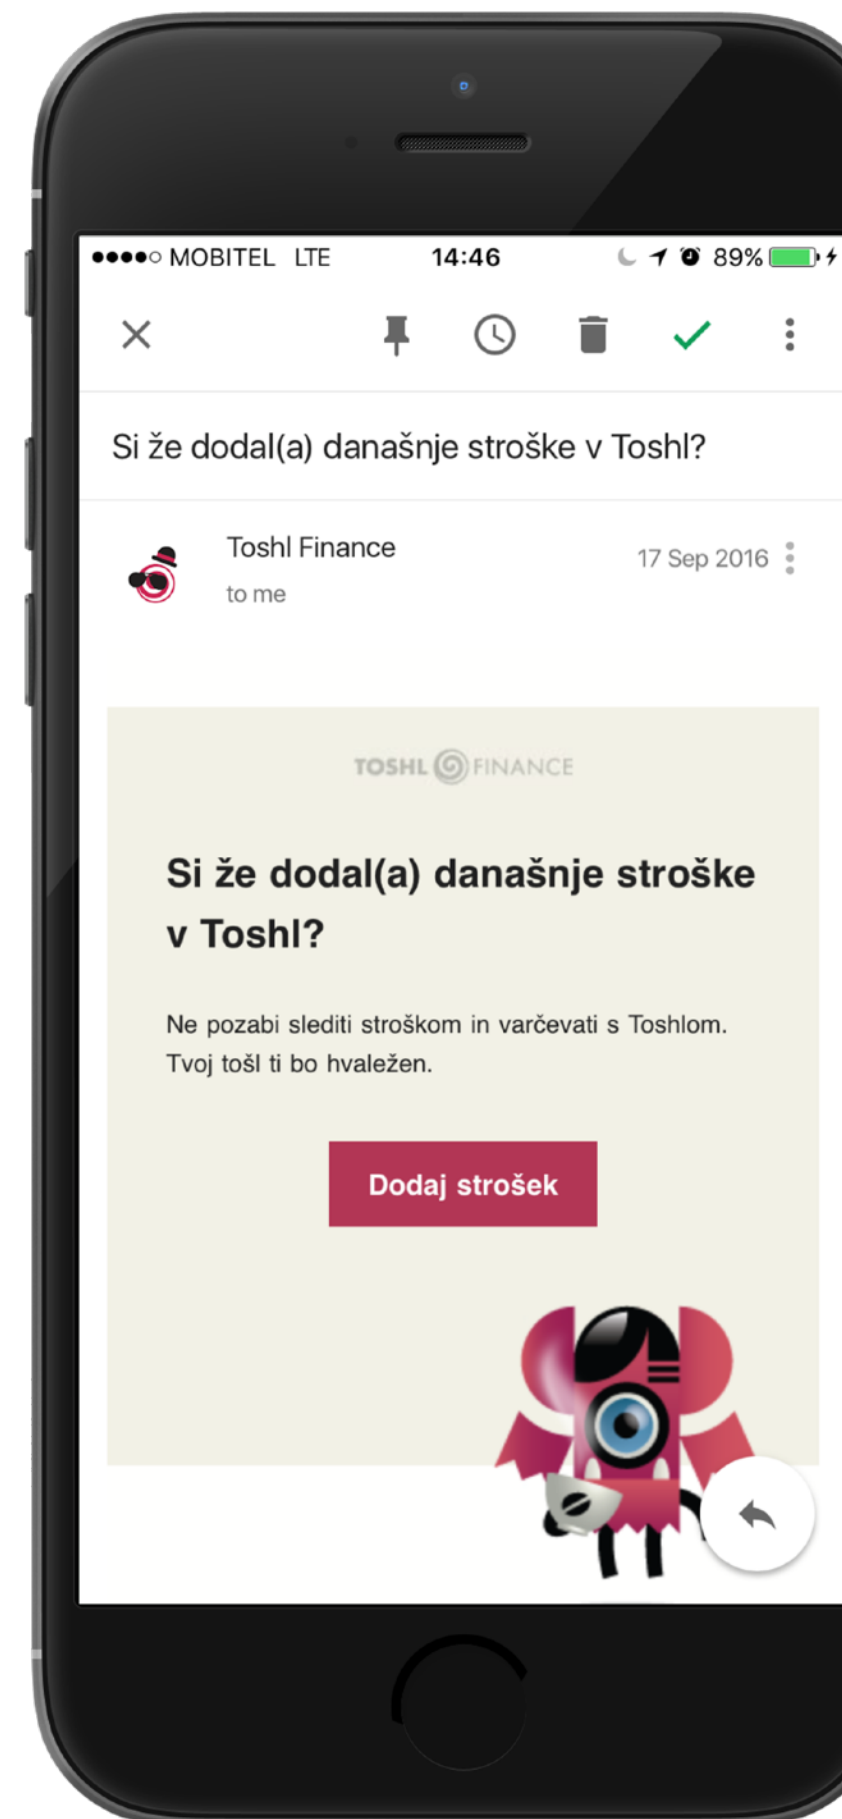 MOBITEL LTE 14:46 89%
Si že dodal(a) današnje stroške v Toshl?
Toshl Finance
17 Sep 2016
to me
TOSHL FINANCE
Si že dodal(a) današnje stroške
v Toshl?
Ne pozabi slediti stroškom in varčevati s Toshlom.
Tvoj tošl ti bo hvaležen.
Dodaj strošek